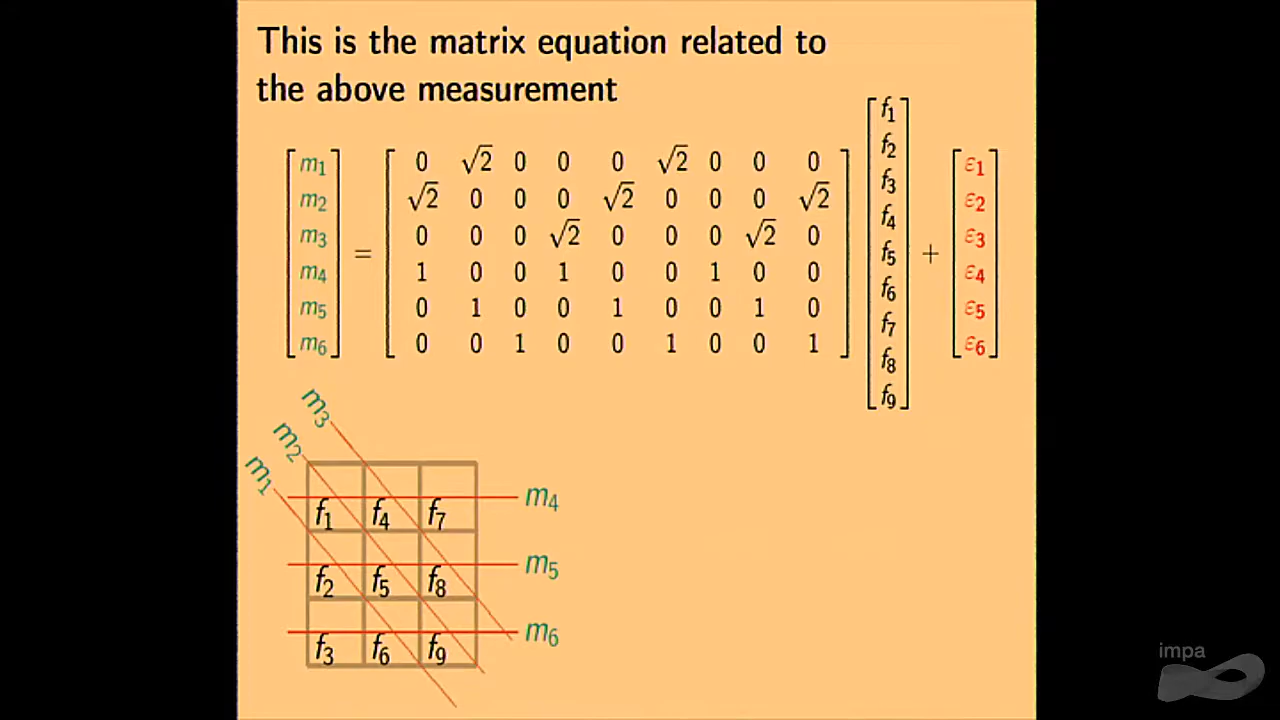 This is the matrix equation related to
the above measurement
[m₁ m₂ m₃ m₄ m₅ m₆] =
0 √2 0 0 0 √2 0 0 0
√2 0 0 0 √2 0 0 0 √2
0 0 0 √2 0 0 0 √2 0
1 0 0 1 0 0 1 0 0
0 1 0 0 1 0 0 1 0
0 0 1 0 0 1 0 0 1
[f₁ f₂ f₃ f₄ f₅ f₆ f₇ f₈ f₉] + [ε₁ ε₂ ε₃ ε₄ ε₅ ε₆]
m₃
m₂
m₁
f₁ f₄ f₇ m₄
f₂ f₅ f₈ m₅
f₃ f₆ f₉ m₆
impa